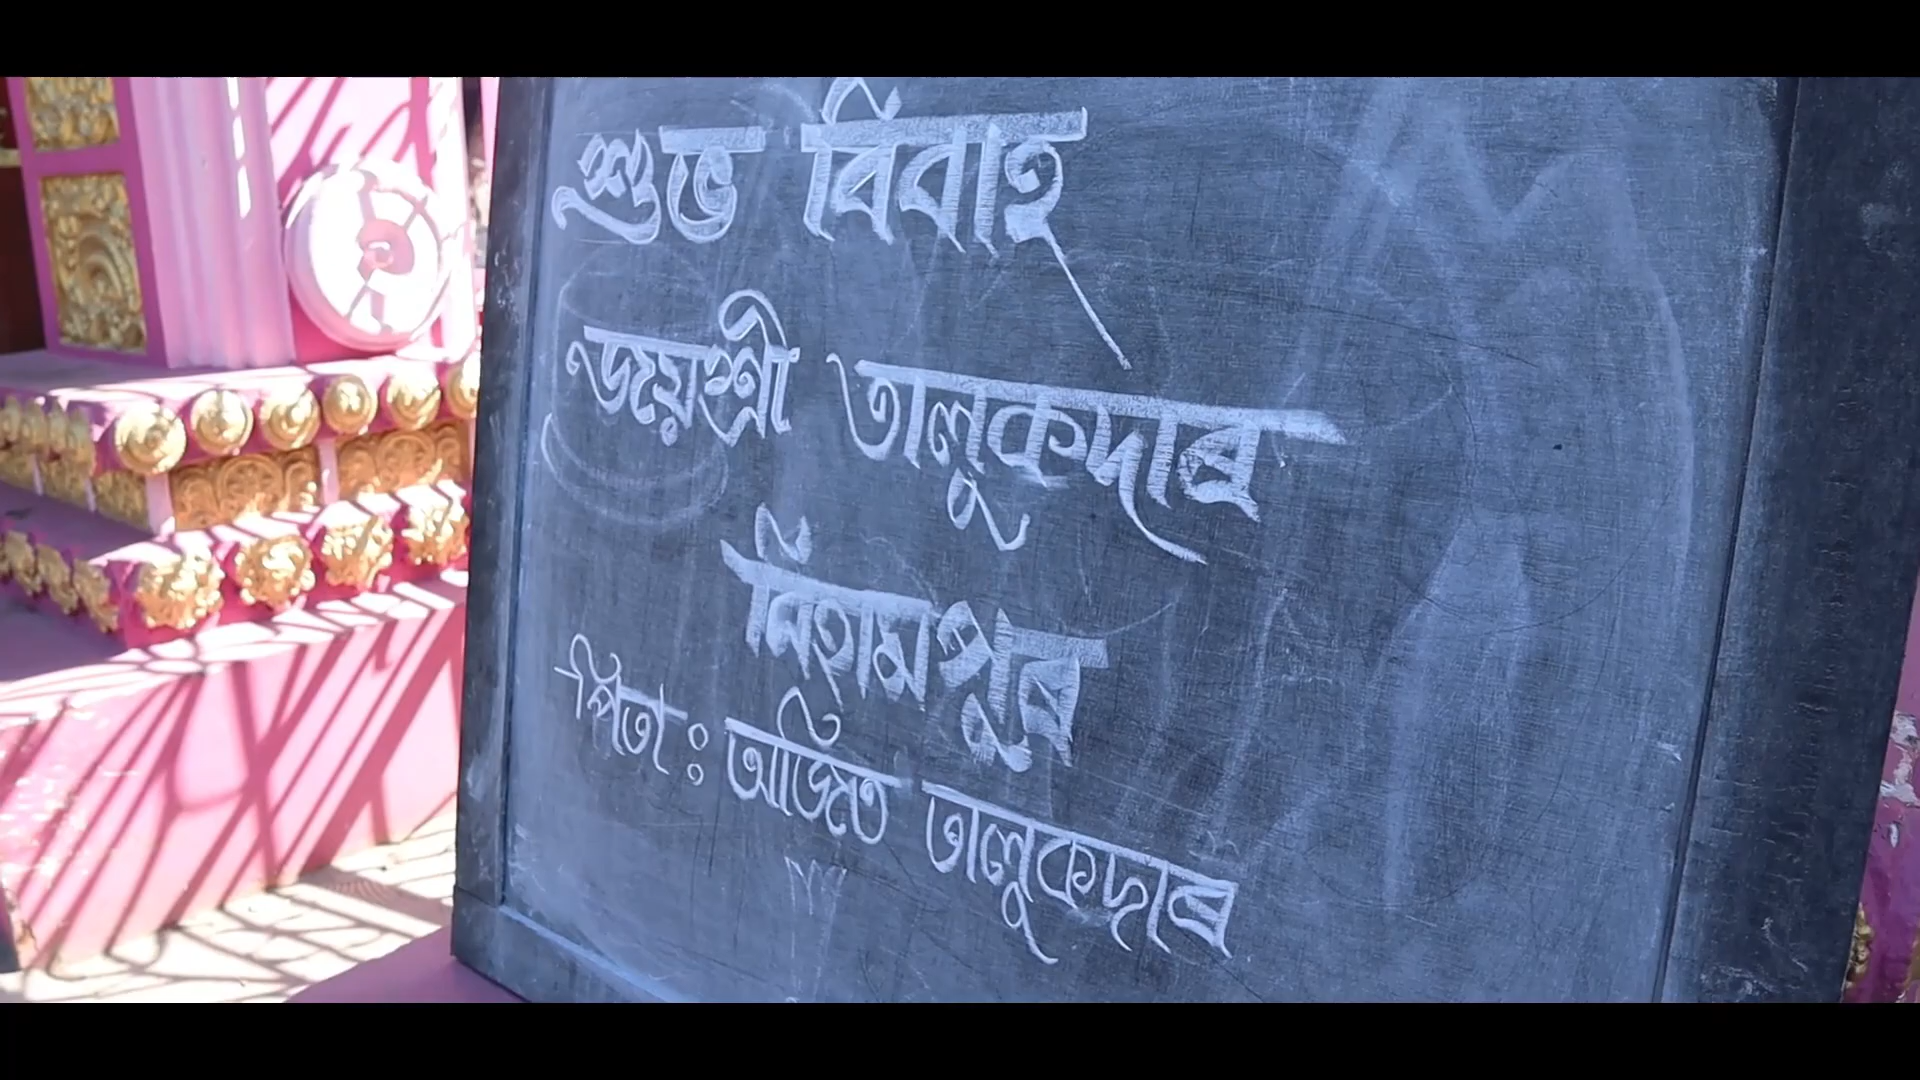 শুভ বিবাহ
জয়শ্ৰী তালুকদাৰ
নিহামপুৰ
পিতা : অজিত তালুকদাৰ